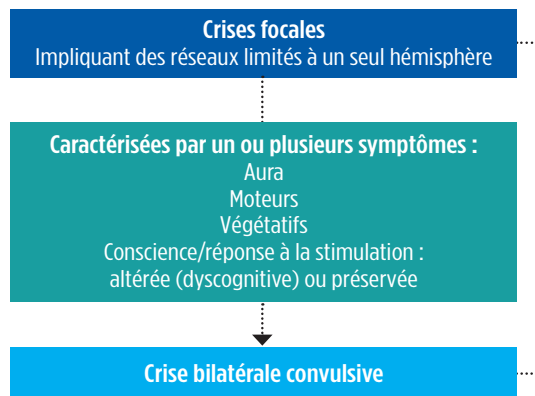 Crises focales
Impliquant des réseaux limités à un seul hémisphère
Caractérisées par un ou plusieurs symptômes :
Aura
Moteurs
Végétatifs
Conscience/réponse à la stimulation :
altérée (dyscognitive) ou préservée
Crise bilatérale convulsive